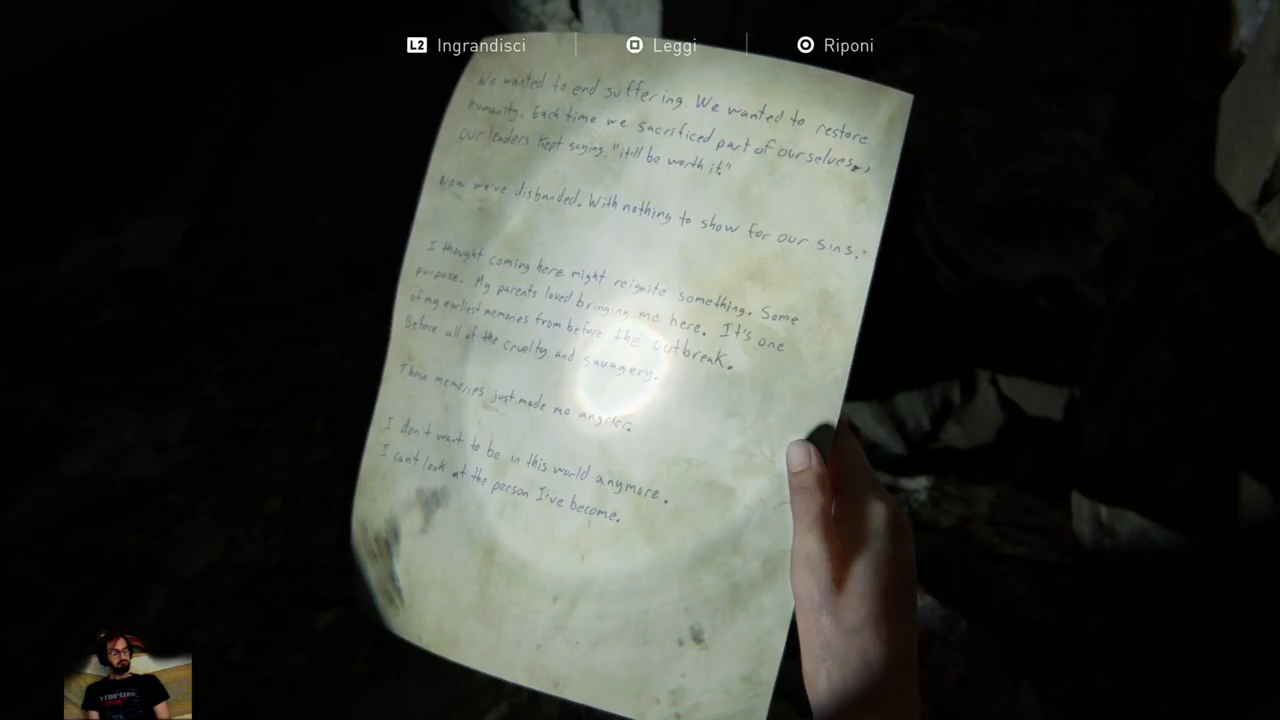 L2 Ingrandisci
Leggi
Riponi
We wanted to end suffering. We wanted to restore
humanity. Each time we sacrificed part of ourselves,
our leaders kept saying, "it'll be worth it."
Now we've disbanded. With nothing to show for our sins.
I thought coming here might reignite something. Some
purpose. My parents loved bringing me here. It's one
of my earliest memories from before the outbreak.
Before all of the cruelty and savagery.
Those memories just made me angrier.
I don't want to be in this world anymore.
I can't look at the person I've become.